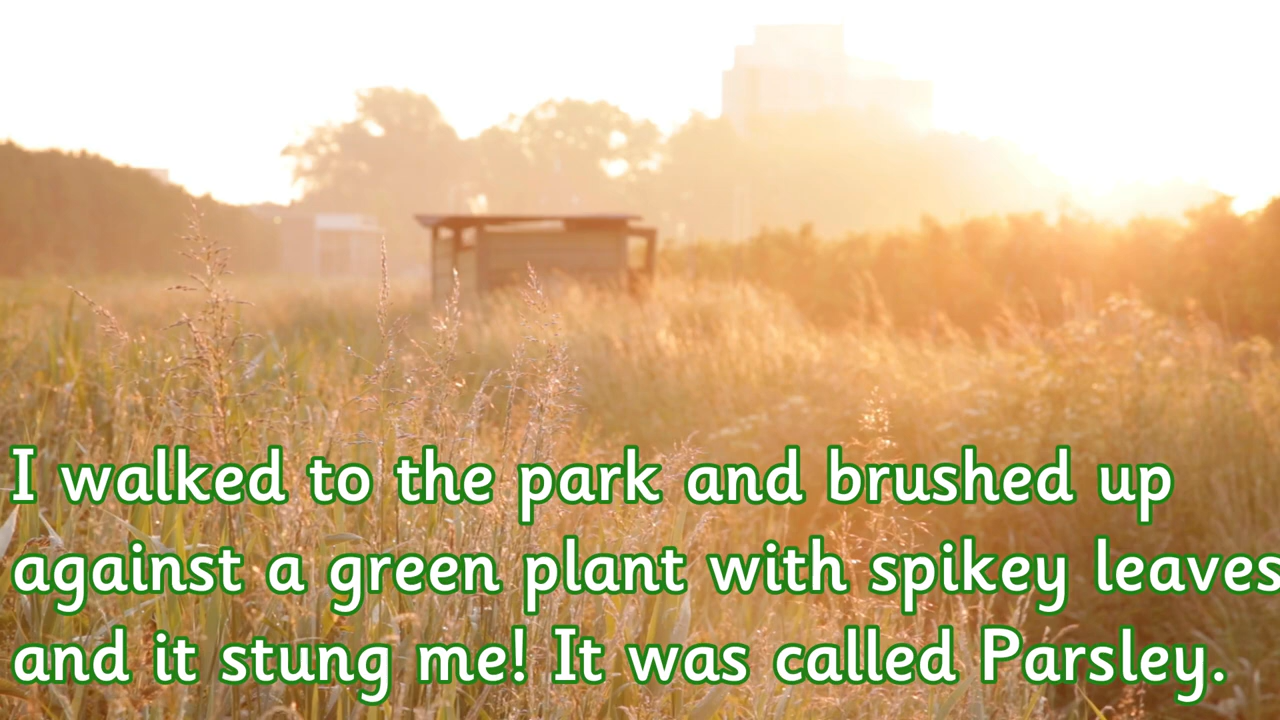 I walked to the park and brushed up
against a green plant with spikey leaves
and it stung me! It was called Parsley.